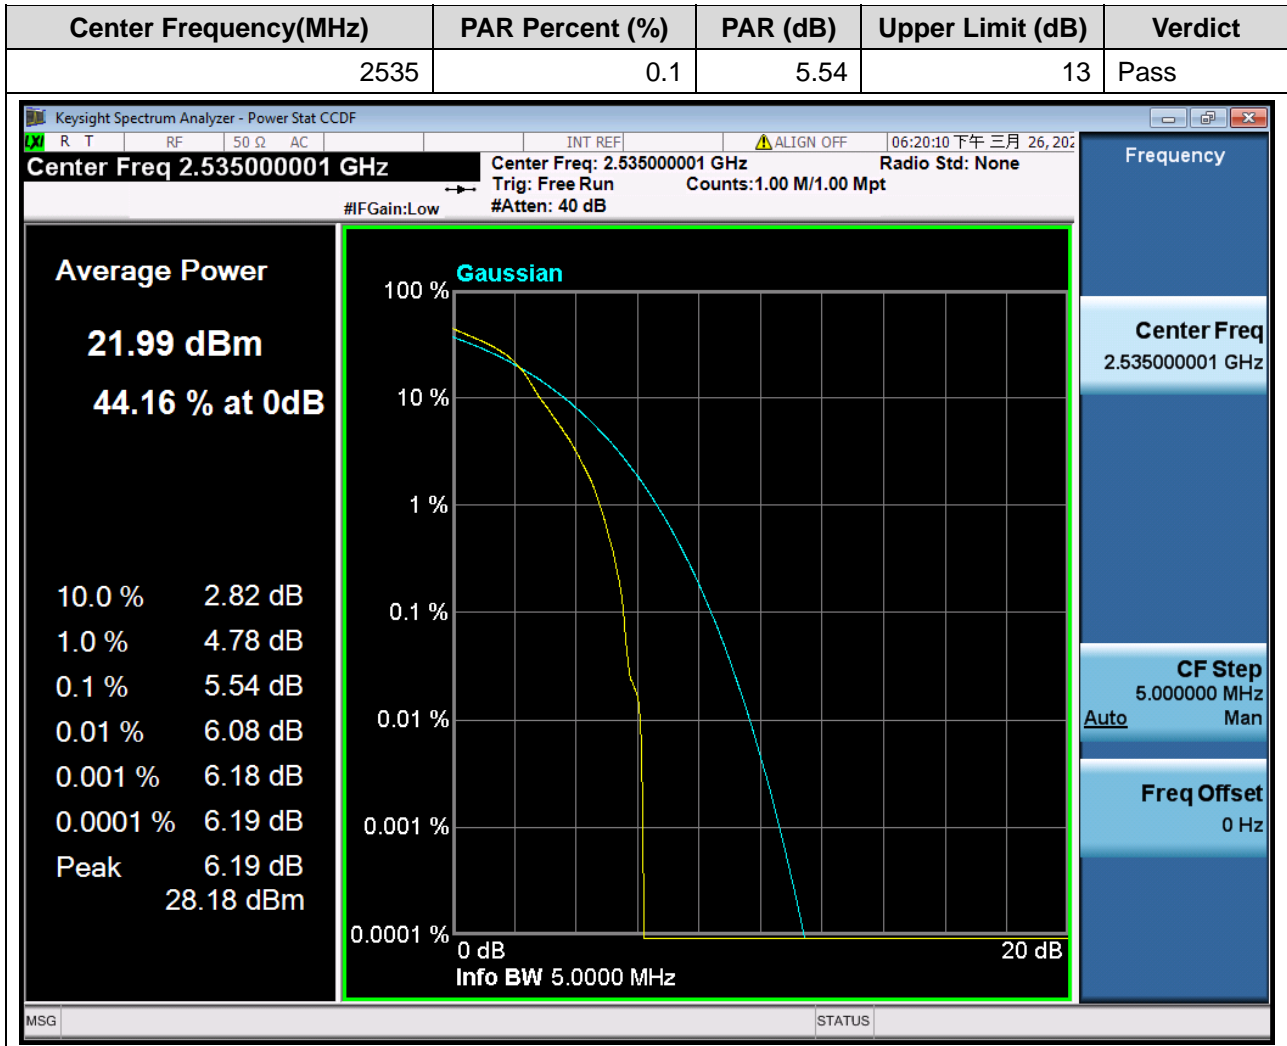 Center Frequency(MHz) PAR Percent (%) PAR (dB) Upper Limit (dB) Verdict
2535 0.1 5.54 13 Pass
Keysight Spectrum Analyzer - Power Stat CCDF
LXI R T RF 50 Ω AC INT REF ALIGN OFF 06:20:10 下午 三月 26, 202
Center Freq 2.535000001 GHz
#IFGain:Low
Center Freq: 2.535000001 GHz Radio Std: None
Trig: Free Run Counts:1.00 M/1.00 Mpt
#Atten: 40 dB
Average Power
21.99 dBm
44.16 % at 0dB
10.0 % 2.82 dB
1.0 % 4.78 dB
0.1 % 5.54 dB
0.01 % 6.08 dB
0.001 % 6.18 dB
0.0001 % 6.19 dB
Peak 6.19 dB
28.18 dBm
Gaussian
100 %
10 %
1 %
0.1 %
0.01 %
0.001 %
0.0001 %
0 dB 20 dB
Info BW 5.0000 MHz
Frequency
Center Freq
2.535000001 GHz
CF Step
5.000000 MHz
Auto Man
Freq Offset
0 Hz
MSG STATUS